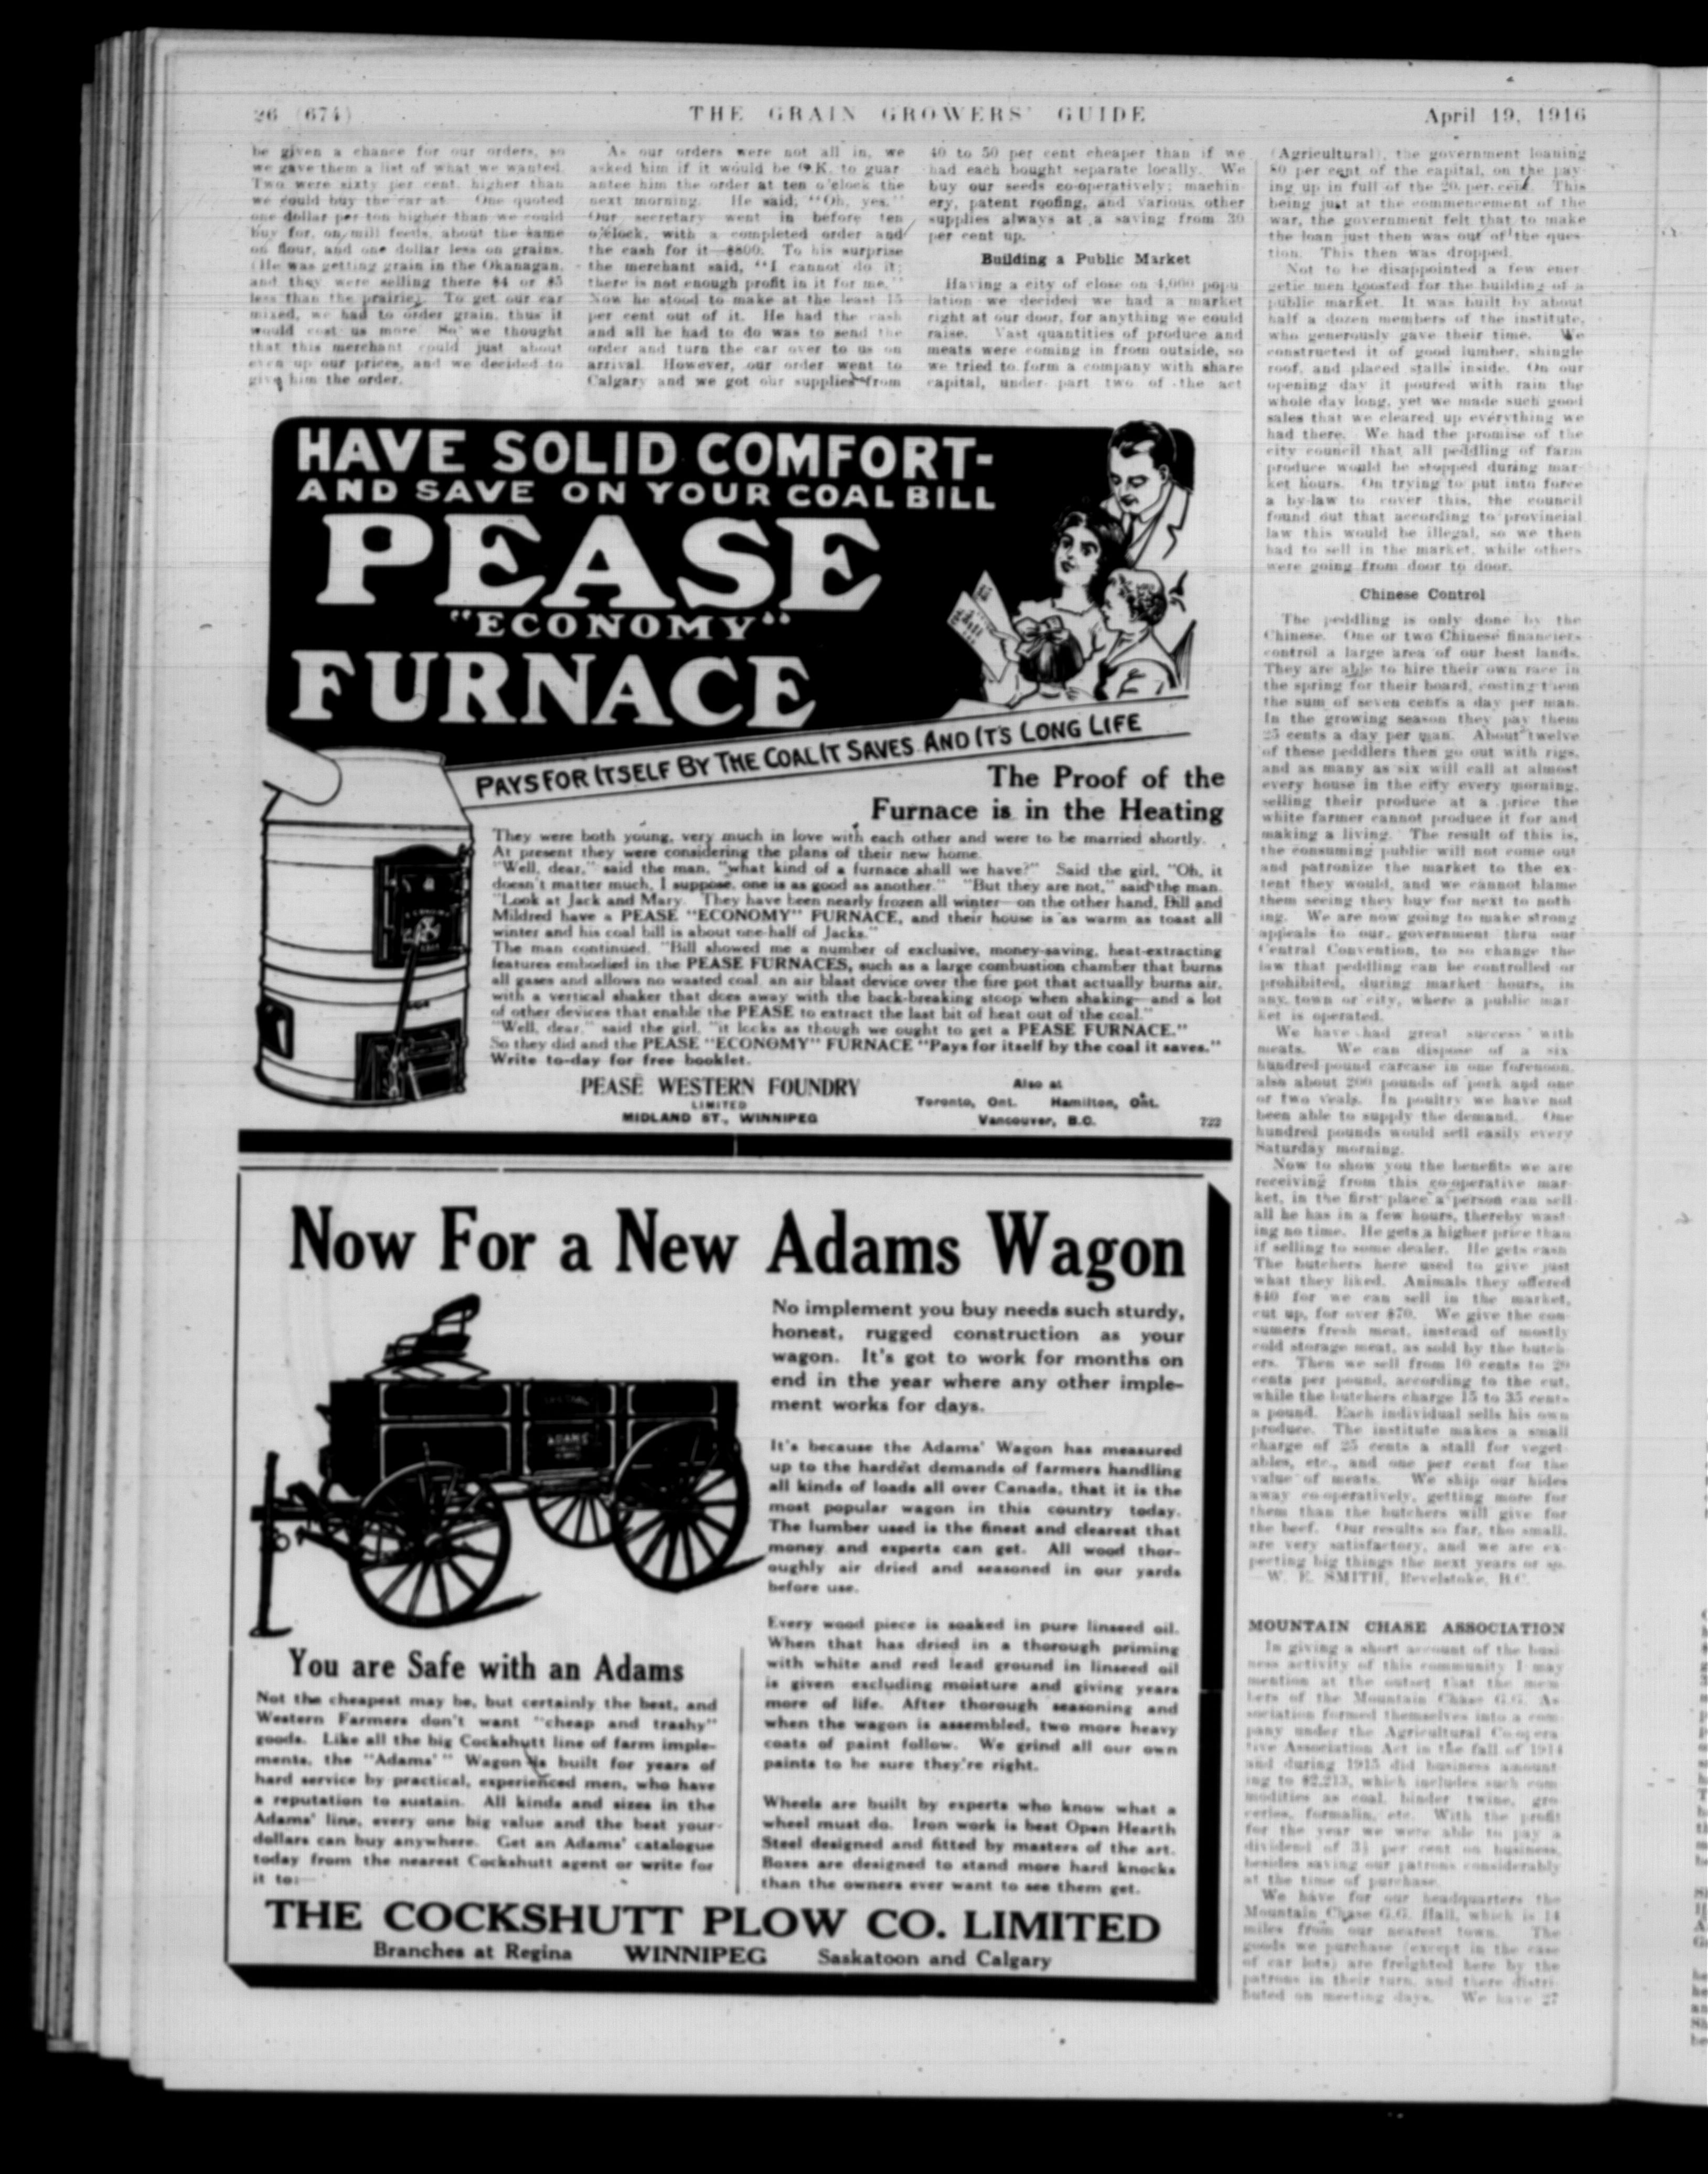 26 (674)
THE GRAIN GROWERS' GUIDE
April 19, 1916
be given a chance for our orders, so
we gave them a list of what we wanted.
Two were sixty per cent. higher than
we could buy the car at. One quoted
one dollar per ton higher than we could
buy for, on mill feeds, about the same
on flour, and one dollar less on grains.
(He was getting grain in the Okanagan,
and they were selling there $4 or $5
less than the prairie). To get our car
mixed, we had to order grain, thus it
would cost us more. So we thought
that this merchant could just about
even up our prices, and we decided to
give him the order.
As our orders were not all in, we
asked him if it would be O.K. to guar-
antee him the order at ten o'clock the
next morning. He said, "Oh, yes."
Our secretary went in before ten
o'clock, with a completed order and
the cash for it—$800. To his surprise
the merchant said, "I cannot do it;
there is not enough profit in it for me."
Now he stood to make at the least 15
per cent out of it. He had the cash
and all he had to do was to send the
order and turn the car over to us on
arrival. However, our order went to
Calgary and we got our supplies from
40 to 50 per cent cheaper than if we
had each bought separate locally. We
buy our seeds co-operatively; machin-
ery, patent roofing, and various other
supplies always at a saving from 30
per cent up.
Building a Public Market
Having a city of close on 4,000 popu-
lation we decided we had a market
right at our door, for anything we could
raise. Vast quantities of produce and
meats were coming in from outside, so
we tried to form a company with share
capital, under part two of the act
(Agricultural), the government loaning
80 per cent of the capital, on the pay-
ing up in full of the 20 per cent. This
being just at the commencement of the
war, the government felt that to make
the loan just then was out of the ques-
tion. This then was dropped.
Not to be disappointed a few ener-
getic men boosted for the building of a
public market. It was built by about
half a dozen members of the institute,
who generously gave their time. We
constructed it of good lumber, shingle
roof, and placed stalls inside. On our
opening day it poured with rain the
whole day long, yet we made such good
sales that we cleared up everything we
had there. We had the promise of the
city council that all peddling of farm
produce would be stopped during mar-
ket hours. On trying to put into force
a by-law to cover this, the council
found out that according to provincial
law this would be illegal, so we then
had to sell in the market, while others
were going from door to door.
Chinese Control
The peddling is only done by the
Chinese. One or two Chinese financiers
control a large area of our best lands.
They are able to hire their own race in
the spring for their board, costing them
the sum of seven cents a day per man.
In the growing season they pay them
25 cents a day per man. About twelve
of these peddlers then go out with rigs,
and as many as six will call at almost
every house in the city every morning,
selling their produce at a price the
white farmer cannot produce it for and
making a living. The result of this is,
the consuming public will not come out
and patronize the market to the ex-
tent they would, and we cannot blame
them seeing they buy for next to noth-
ing. We are now going to make strong
appeals to our government thru our
Central Convention, to so change the
law that peddling can be controlled or
prohibited, during market hours, in
any town or city, where a public mar-
ket is operated.
We have had great success with
meats. We can dispose of a six-
hundred-pound carcase in one forenoon,
also about 200 pounds of pork and one
or two veals. In poultry we have not
been able to supply the demand. One
hundred pounds would sell easily every
Saturday morning.
Now to show you the benefits we are
receiving from this co-operative mar-
ket, in the first place a person can sell
all he has in a few hours, thereby wast-
ing no time. He gets a higher price than
if selling to some dealer. He gets cash.
The butchers here used to give just
what they liked. Animals they offered
$40 for we can sell in the market,
cut up, for over $70. We give the con-
sumers fresh meat, instead of mostly
cold storage meat, as sold by the butch-
ers. Then we sell from 10 cents to 20
cents per pound, according to the cut,
while the butchers charge 15 to 35 cents
a pound. Each individual sells his own
produce. The institute makes a small
charge of 25 cents a stall for veget-
ables, etc., and one per cent for the
value of meats. We ship our hides
away co-operatively, getting more for
them than the butchers will give for
the beef. Our results so far, tho small,
are very satisfactory, and we are ex-
pecting big things the next years or so.
—W. E. SMITH, Revelstoke, B.C.
MOUNTAIN CHASE ASSOCIATION
In giving a short account of the busi-
ness activity of this community I may
mention at the outset that the mem-
bers of the Mountain Chase G.G. As-
sociation formed themselves into a com-
pany under the Agricultural Co-opera-
tive Association Act in the fall of 1914
and during 1915 did business amount-
ing to $2,213, which includes such com-
modities as coal, binder twine, gro-
ceries, formalin, etc. With the profit
for the year we were able to pay a
dividend of 3½ per cent on business,
besides saving our patrons considerably
at the time of purchase.
We have for our headquarters the
Mountain Chase G.G. Hall, which is 14
miles from our nearest town. The
goods we purchase (except in the case
of car lots) are freighted here by the
patrons in their turn, and there distri-
buted on meeting days. We have 27
HAVE SOLID COMFORT-
AND SAVE ON YOUR COAL BILL
PEASE
"ECONOMY"
FURNACE
PAYS FOR ITSELF BY THE COAL IT SAVES AND IT'S LONG LIFE
The Proof of the
Furnace is in the Heating
They were both young, very much in love with each other and were to be married shortly.
At present they were considering the plans of their new home.
"Well, dear," said the man, "what kind of a furnace shall we have?" Said the girl, "Oh, it
doesn't matter much, I suppose, one is as good as another." "But they are not," said the man.
"Look at Jack and Mary. They have been nearly frozen all winter—on the other hand, Bill and
Mildred have a PEASE "ECONOMY" FURNACE, and their house is as warm as toast all
winter and his coal bill is about one-half of Jacks."
The man continued, "Bill showed me a number of exclusive, money-saving, heat-extracting
features embodied in the PEASE FURNACES, such as a large combustion chamber that burns
all gases and allows no wasted coal, an air blast device over the fire pot that actually burns air,
with a vertical shaker that does away with the back-breaking stoop when shaking—and a lot
of other devices that enable the PEASE to extract the last bit of heat out of the coal."
"Well, dear," said the girl, "it looks as though we ought to get a PEASE FURNACE."
So they did and the PEASE "ECONOMY" FURNACE "Pays for itself by the coal it saves."
Write to-day for free booklet.
PEASE WESTERN FOUNDRY
LIMITED
MIDLAND ST., WINNIPEG
Also at
Toronto, Ont. Hamilton, Ont.
Vancouver, B.C.
722
Now For a New Adams Wagon
ADAMS
No implement you buy needs such sturdy,
honest, rugged construction as your
wagon. It's got to work for months on
end in the year where any other imple-
ment works for days.
It's because the Adams' Wagon has measured
up to the hardest demands of farmers handling
all kinds of loads all over Canada, that it is the
most popular wagon in this country today.
The lumber used is the finest and clearest that
money and experts can get. All wood thor-
oughly air dried and seasoned in our yards
before use.
Every wood piece is soaked in pure linseed oil.
When that has dried in a thorough priming
with white and red lead ground in linseed oil
is given excluding moisture and giving years
more of life. After thorough seasoning and
when the wagon is assembled, two more heavy
coats of paint follow. We grind all our own
paints to be sure they're right.
Wheels are built by experts who know what a
wheel must do. Iron work is best Open Hearth
Steel designed and fitted by masters of the art.
Boxes are designed to stand more hard knocks
than the owners ever want to see them get.
You are Safe with an Adams
Not the cheapest may be, but certainly the best, and
Western Farmers don't want "cheap and trashy"
goods. Like all the big Cockshutt line of farm imple-
ments, the "Adams'" Wagon is built for years of
hard service by practical, experienced men, who have
a reputation to sustain. All kinds and sizes in the
Adams' line, every one big value and the best your
dollars can buy anywhere. Get an Adams' catalogue
today from the nearest Cockshutt agent or write for
it to:—
THE COCKSHUTT PLOW CO. LIMITED
Branches at Regina WINNIPEG Saskatoon and Calgary